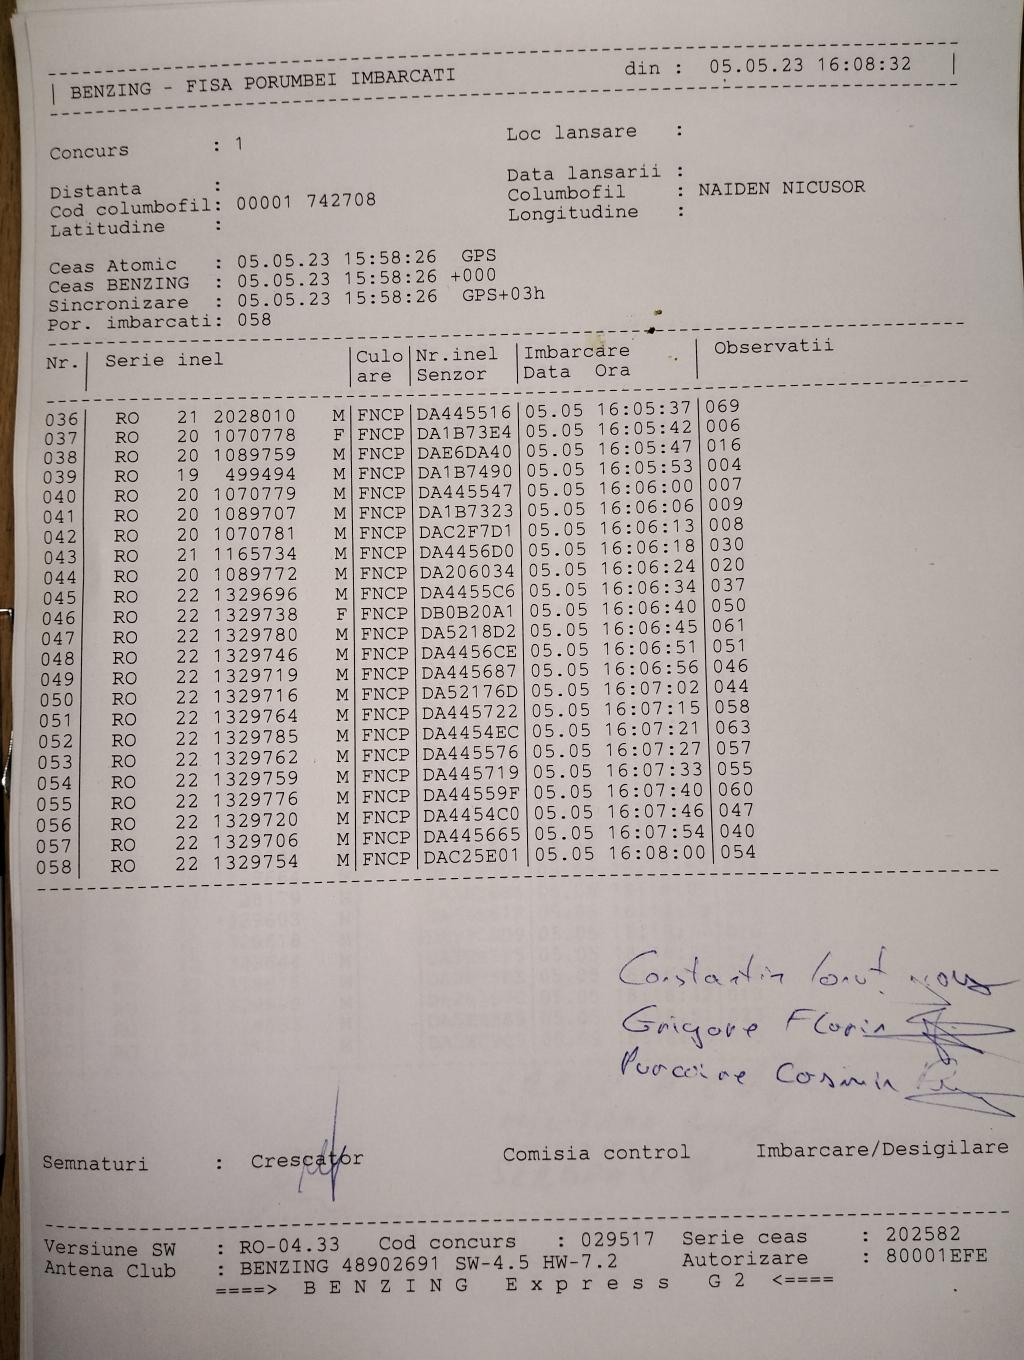 BENZING - FISA PORUMBEI IMBARCATI din : 05.05.23 16:08:32
Concurs : 1 Loc lansare :
Distanta : Data lansarii :
Cod columbofil: 00001 742708 Columbofil : NAIDEN NICUSOR
Latitudine : Longitudine :
Ceas Atomic : 05.05.23 15:58:26 GPS
Ceas BENZING : 05.05.23 15:58:26 +000
Sincronizare : 05.05.23 15:58:26 GPS+03h
Por. imbarcati: 058
Nr.| Serie inel |Culo|Nr.inel|Imbarcare | Observatii
| |are |Senzor |Data Ora |
036| RO 21 2028010 M|FNCP|DA445516|05.05 16:05:37|069
037| RO 20 1070778 F|FNCP|DA1B73E4|05.05 16:05:42|006
038| RO 20 1089759 M|FNCP|DAE6DA40|05.05 16:05:47|016
039| RO 19 499494 M|FNCP|DA1B7490|05.05 16:05:53|004
040| RO 20 1070779 M|FNCP|DA445547|05.05 16:06:00|007
041| RO 20 1089707 M|FNCP|DA1B7323|05.05 16:06:06|009
042| RO 20 1070781 M|FNCP|DAC2F7D1|05.05 16:06:13|008
043| RO 21 1165734 M|FNCP|DA4456D0|05.05 16:06:18|030
044| RO 20 1089772 M|FNCP|DA206034|05.05 16:06:24|020
045| RO 22 1329696 M|FNCP|DA4455C6|05.05 16:06:34|037
046| RO 22 1329738 F|FNCP|DB0B20A1|05.05 16:06:40|050
047| RO 22 1329780 M|FNCP|DA5218D2|05.05 16:06:45|061
048| RO 22 1329746 M|FNCP|DA4456CE|05.05 16:06:51|051
049| RO 22 1329719 M|FNCP|DA445687|05.05 16:06:56|046
050| RO 22 1329716 M|FNCP|DA52176D|05.05 16:07:02|044
051| RO 22 1329764 M|FNCP|DA445722|05.05 16:07:15|058
052| RO 22 1329785 M|FNCP|DA4454EC|05.05 16:07:21|063
053| RO 22 1329762 M|FNCP|DA445576|05.05 16:07:27|057
054| RO 22 1329759 M|FNCP|DA445719|05.05 16:07:33|055
055| RO 22 1329776 M|FNCP|DA44559F|05.05 16:07:40|060
056| RO 22 1329720 M|FNCP|DA4454C0|05.05 16:07:46|047
057| RO 22 1329706 M|FNCP|DA445665|05.05 16:07:54|040
058| RO 22 1329754 M|FNCP|DAC25E01|05.05 16:08:00|054
Constantin Ionut
Grigore Florin
Cosmin
Semnaturi : Crescator Comisia control Imbarcare/Desigilare
Versiune SW : RO-04.33 Cod concurs : 029517 Serie ceas : 202582
Antena Club : BENZING 48902691 SW-4.5 HW-7.2 Autorizare : 80001EFE
====> B E N Z I N G E x p r e s s G 2 <====